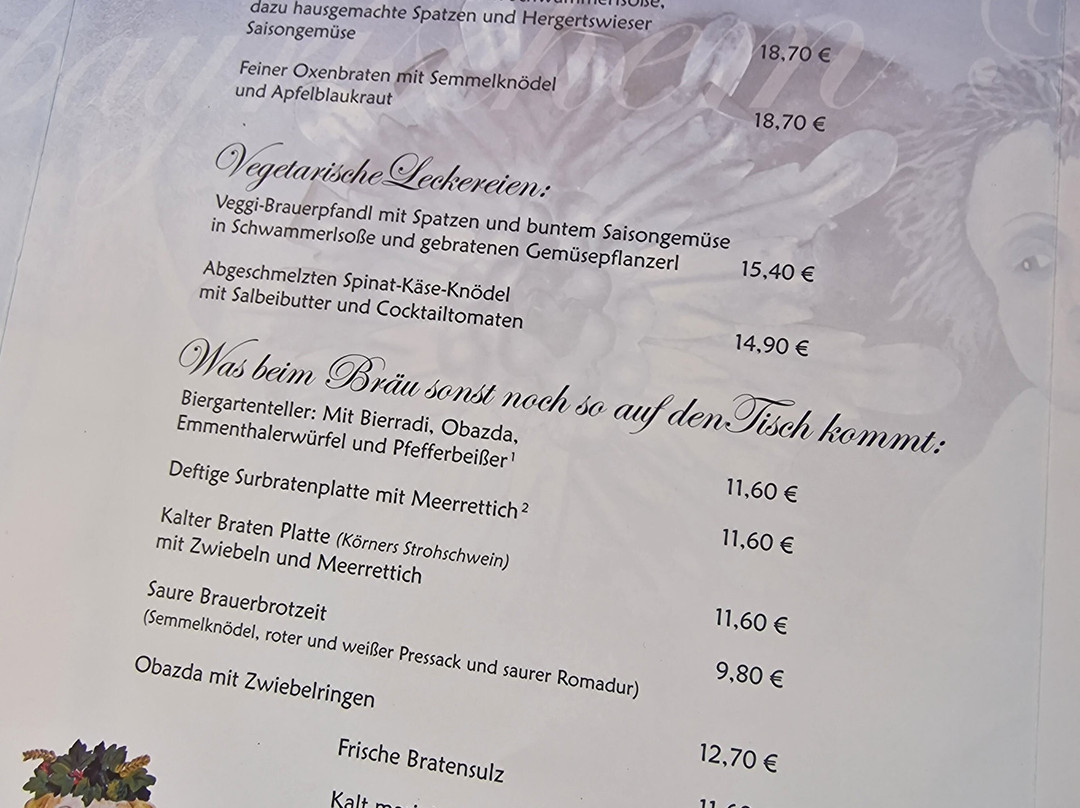 dazu hausgemachte Spatzen und Hergertswieser
Saisongemüse
18,70 €
Feiner Oxenbraten mit Semmelknödel
und Apfelblaukraut
18,70 €
Vegetarische Leckereien:
Veggi-Brauerpfandl mit Spatzen und buntem Saisongemüse
in Schwammerlsoße und gebratenen Gemüsepflanzerl
15,40 €
Abgeschmelzten Spinat-Käse-Knödel
mit Salbeibutter und Cocktailtomaten
14,90 €
Was beim Bräu sonst noch so auf den Tisch kommt:
Biergartenteller: Mit Bierradi, Obazda,
Emmenthalerwürfel und Pfefferbeißer¹
11,60 €
Deftige Surbratenplatte mit Meerrettich²
11,60 €
Kalter Braten Platte (Körners Strohschwein)
mit Zwiebeln und Meerrettich
11,60 €
Saure Brauerbrotzeit
(Semmelknödel, roter und weißer Pressack und saurer Romadur)
9,80 €
Obazda mit Zwiebelringen
12,70 €
Frische Bratensulz
Kalt